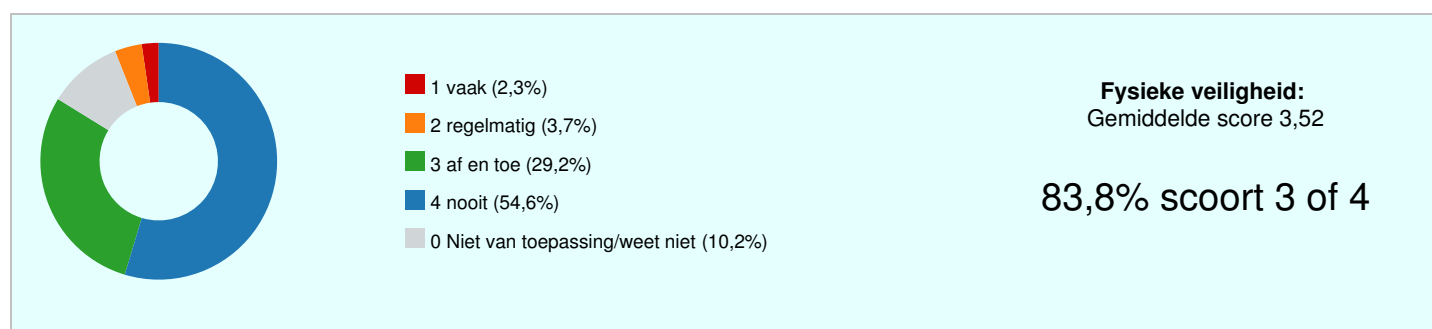 1 vaak (2,3%)
2 regelmatig (3,7%)
3 af en toe (29,2%)
4 nooit (54,6%)
0 Niet van toepassing/weet niet (10,2%)
Fysieke veiligheid:
Gemiddelde score 3,52
83,8% scoort 3 of 4